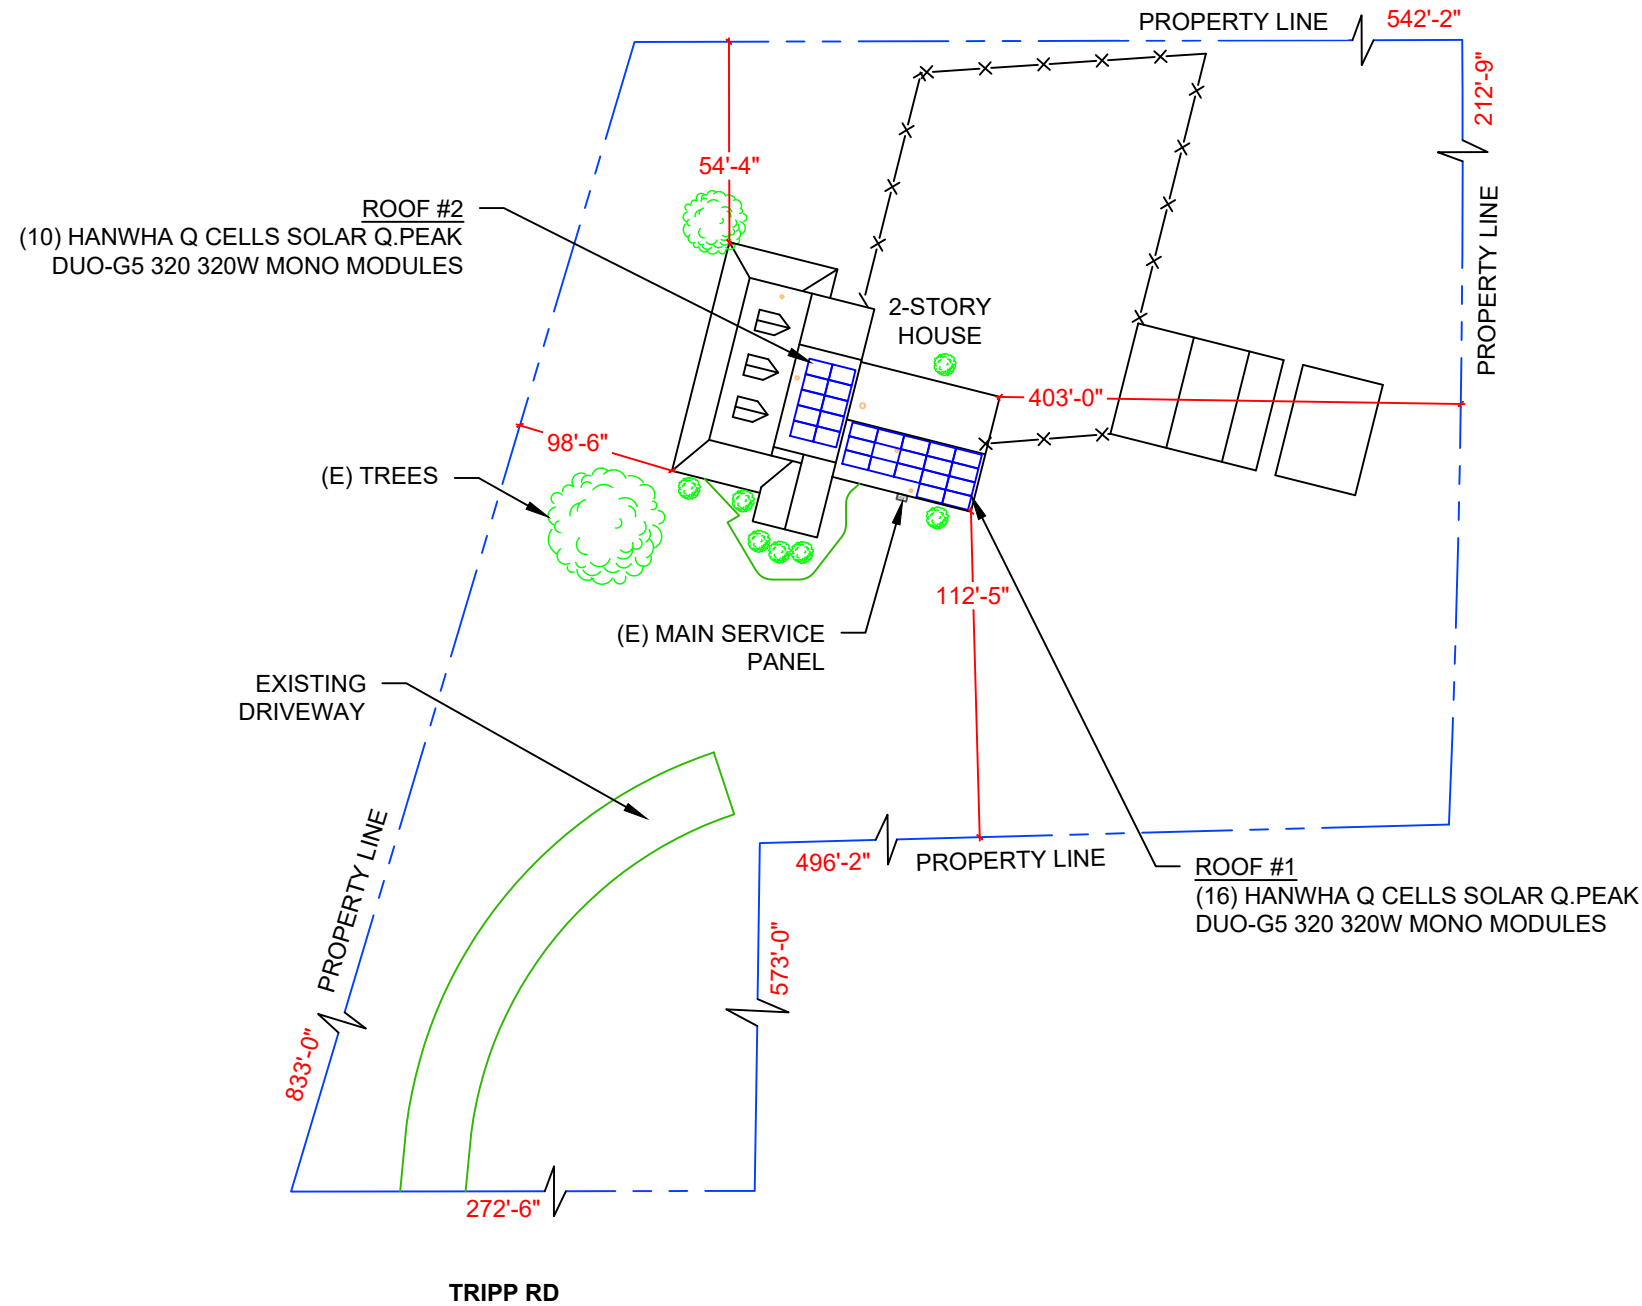 PROPERTY LINE
542'-2"
212'-9"
54'-4"
PROPERTY LINE
ROOF #2
(10) HANWHA Q CELLS SOLAR Q.PEAK
DUO-G5 320 320W MONO MODULES
2-STORY
HOUSE
403'-0"
98'-6"
(E) TREES
112'-5"
(E) MAIN SERVICE
PANEL
EXISTING
DRIVEWAY
PROPERTY LINE
496'-2"
PROPERTY LINE
ROOF #1
(16) HANWHA Q CELLS SOLAR Q.PEAK
DUO-G5 320 320W MONO MODULES
573'-0"
833'-0"
272'-6"
TRIPP RD